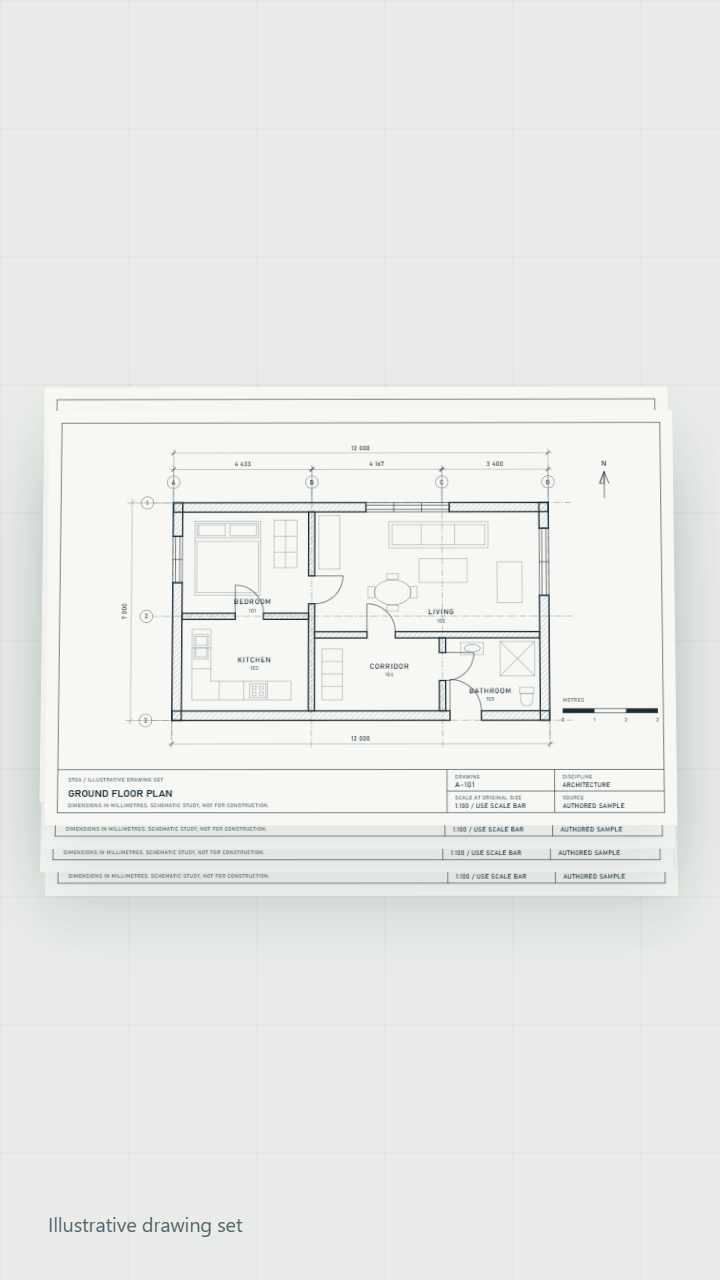 12 000
4 433
4 167
3 400
N
A
B
C
D
1
7 000
2
BEDROOM
101
LIVING
102
KITCHEN
103
CORRIDOR
104
BATHROOM
105
METRES
0
1
2
3
3
12 000
STOA / ILLUSTRATIVE DRAWING SET
GROUND FLOOR PLAN
DIMENSIONS IN MILLIMETRES. SCHEMATIC STUDY, NOT FOR CONSTRUCTION.
DRAWING
A-101
DISCIPLINE
ARCHITECTURE
SCALE AT ORIGINAL SIZE
1:100 / USE SCALE BAR
SOURCE
AUTHORED SAMPLE
DIMENSIONS IN MILLIMETRES. SCHEMATIC STUDY, NOT FOR CONSTRUCTION.
1:100 / USE SCALE BAR
AUTHORED SAMPLE
DIMENSIONS IN MILLIMETRES. SCHEMATIC STUDY, NOT FOR CONSTRUCTION.
1:100 / USE SCALE BAR
AUTHORED SAMPLE
DIMENSIONS IN MILLIMETRES. SCHEMATIC STUDY, NOT FOR CONSTRUCTION.
1:100 / USE SCALE BAR
AUTHORED SAMPLE
Illustrative drawing set